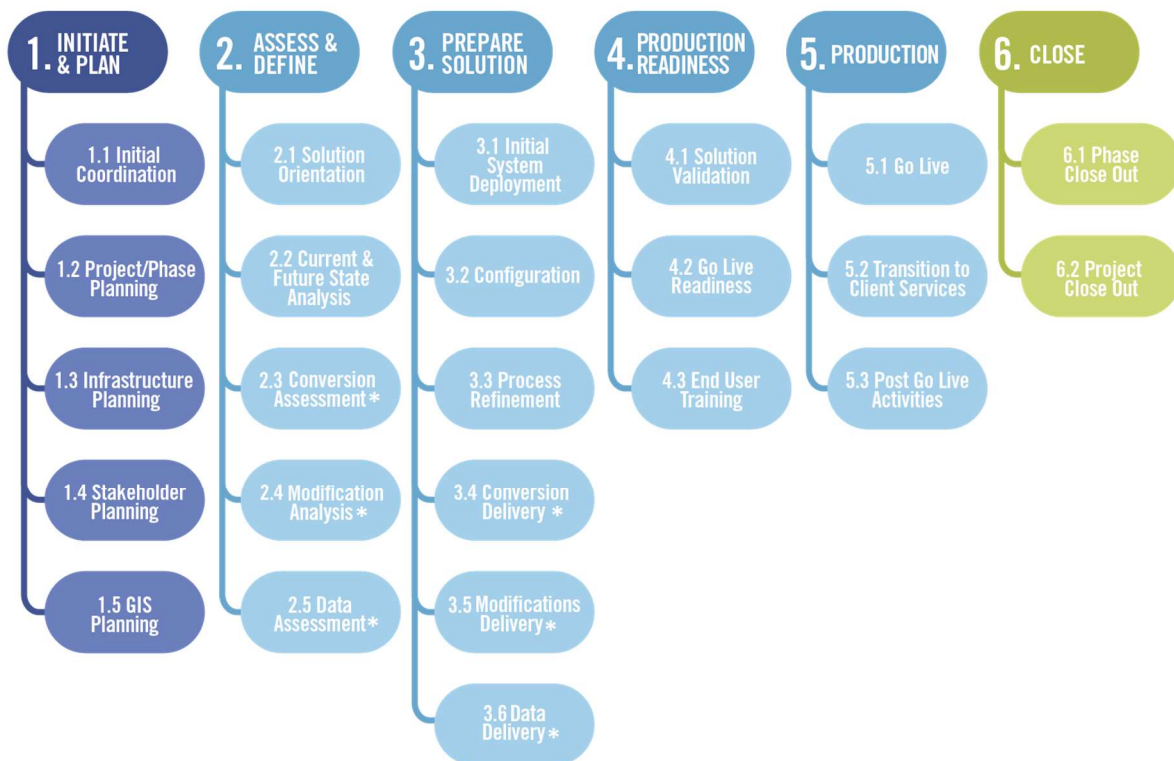 1. INITIATE
& PLAN
1.1 Initial
Coordination
1.2 Project/Phase
Planning
1.3 Infrastructure
Planning
1.4 Stakeholder
Planning
1.5 GIS
Planning
2. ASSESS &
DEFINE
2.1 Solution
Orientation
2.2 Current &
Future State
Analysis
2.3 Conversion
Assessment*
2.4 Modification
Analysis*
2.5 Data
Assessment*
3. PREPARE
SOLUTION
3.1 Initial
System
Deployment
3.2 Configuration
3.3 Process
Refinement
3.4 Conversion
Delivery *
3.5 Modifications
Delivery*
3.6 Data
Delivery*
4. PRODUCTION
READINESS
4.1 Solution
Validation
4.2 Go Live
Readiness
4.3 End User
Training
5. PRODUCTION
5.1 Go Live
5.2 Transition to
Client Services
5.3 Post Go Live
Activities
6. CLOSE
6.1 Phase
Close Out
6.2 Project
Close Out